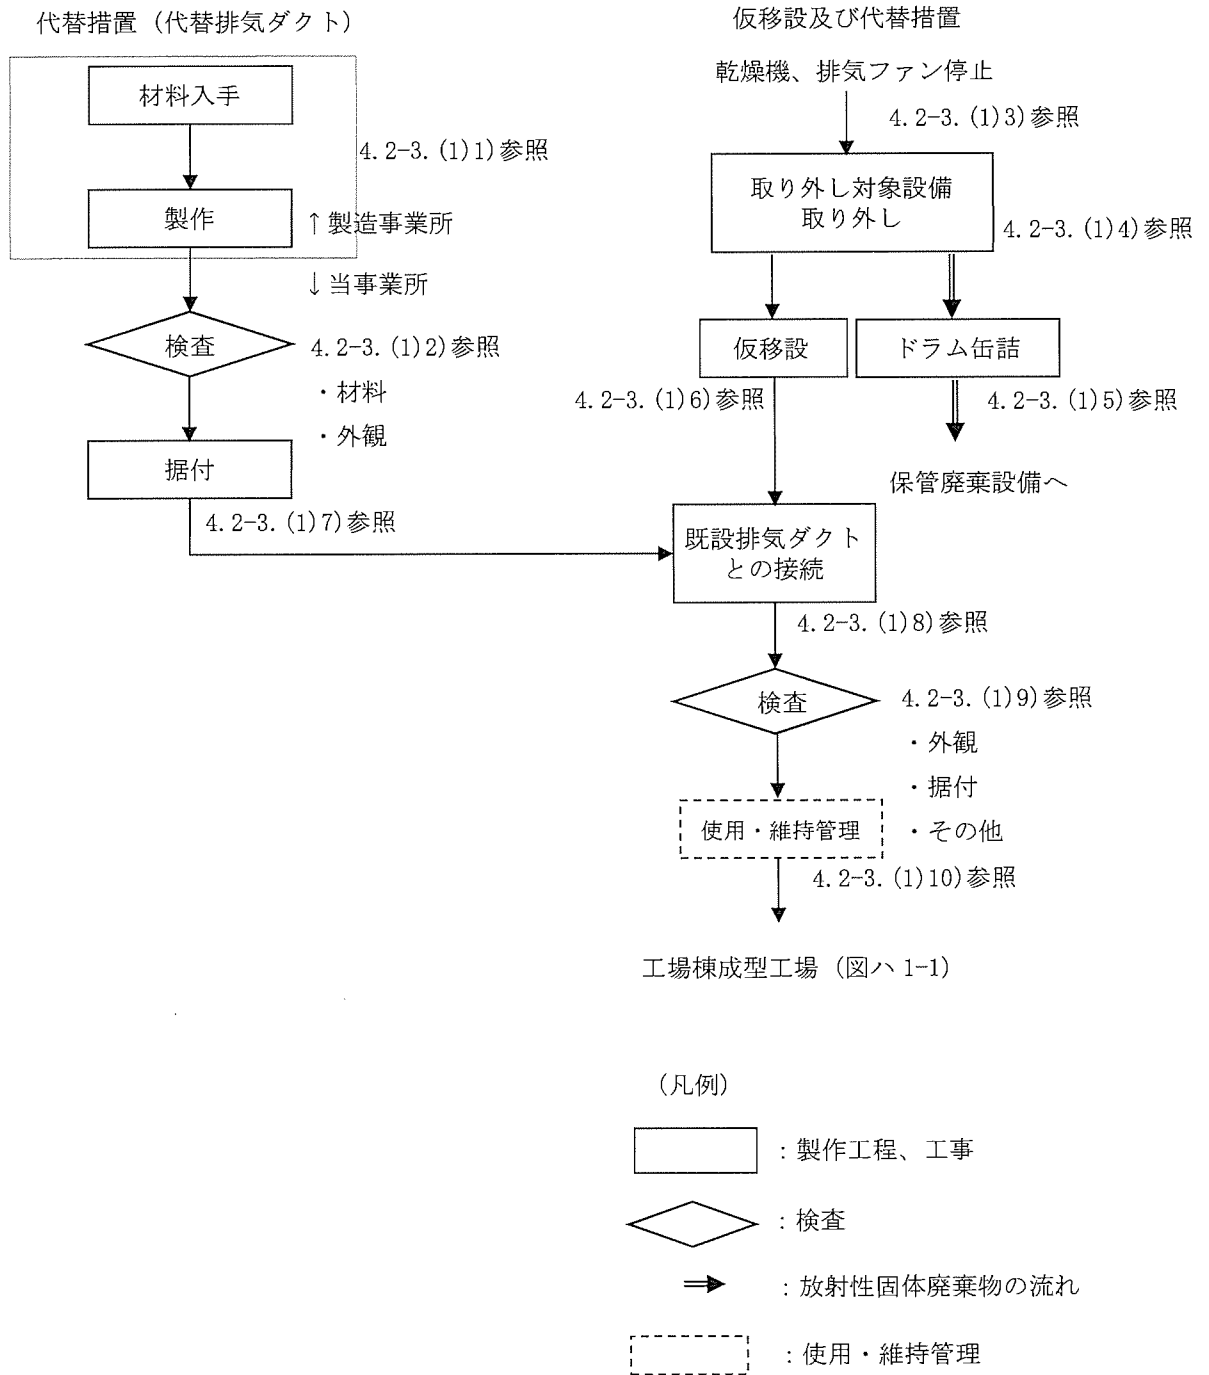 代替措置（代替排気ダクト）
材料入手
4.2-3.(1)1)参照
製作
↑製造事業所
↓当事業所
検査
4.2-3.(1)2)参照
・材料
・外観
据付
4.2-3.(1)7)参照
仮移設及び代替措置
乾燥機、排気ファン停止
4.2-3.(1)3)参照
取り外し対象設備
取り外し
4.2-3.(1)4)参照
仮移設
ドラム缶詰
4.2-3.(1)6)参照
4.2-3.(1)5)参照
保管廃棄設備へ
既設排気ダクト
との接続
4.2-3.(1)8)参照
検査
4.2-3.(1)9)参照
・外観
・据付
・その他
使用・維持管理
4.2-3.(1)10)参照
工場棟成型工場（図ハ 1-1）
（凡例）
：製作工程、工事
：検査
：放射性固体廃棄物の流れ
：使用・維持管理